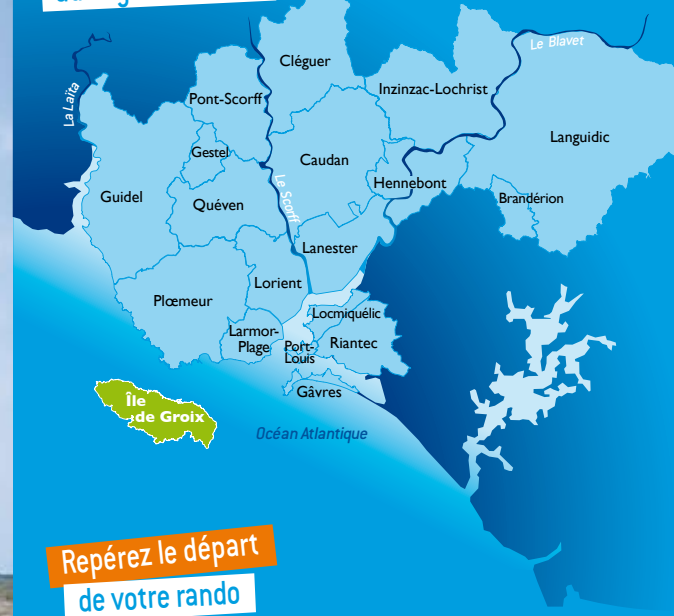 Le Blavet
Cléguer
Inzinzac-Lochrist
La Laïta
Pont-Scorff
Languidic
Gestel
Caudan
Hennebont
Guidel
Quéven
Le Scorff
Brandérion
Lanester
Lorient
Plœmeur
Locmiquélic
Larmor-
Plage
Port-
Louis
Riantec
Gâvres
Île
de Groix
Océan Atlantique
Repérez le départ
de votre rando